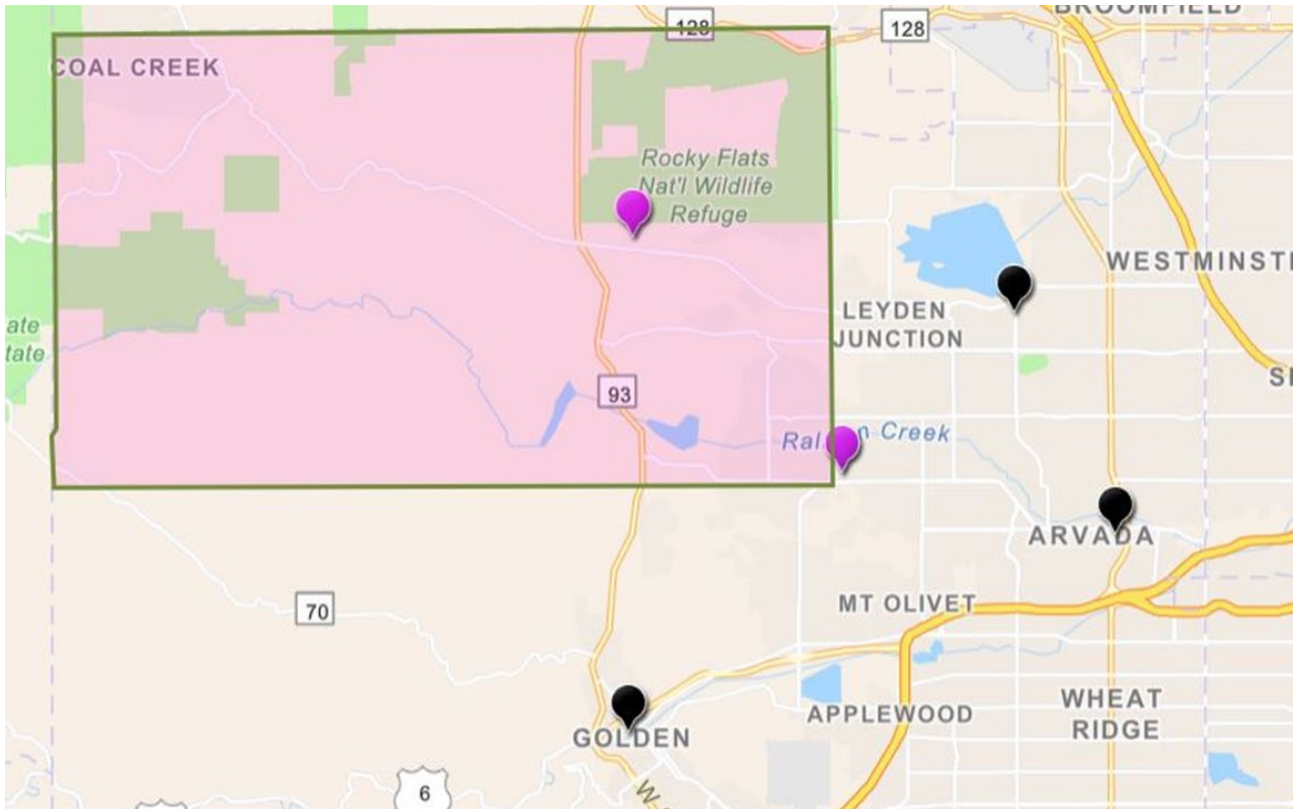 BROOMFIELD
128
128
COAL CREEK
Rocky Flats
Nat'l Wildlife
Refuge
WESTMINST
LEYDEN
JUNCTION
ate
tate
93
Ral
n Creek
ARVADA
70
MT OLIVET
APPLEWOOD
WHEAT
RIDGE
GOLDEN
6
W